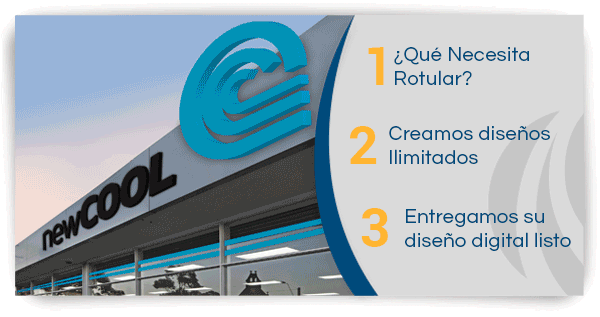 newCOOL
1 ¿Qué Necesita
Rotular?
2 Creamos diseños
Ilimitados
3 Entregamos su
diseño digital listo